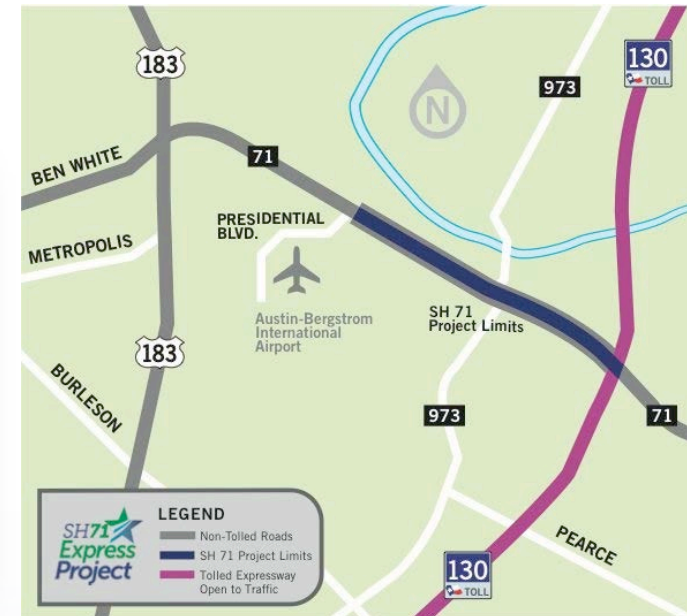 183
130
TOLL
973
N
BEN WHITE
71
PRESIDENTIAL
BLVD.
METROPOLIS
Austin-Bergstrom
International
Airport
SH 71
Project Limits
183
BURLESON
973
71
SH71
Express
Project
LEGEND
Non-Tolled Roads
SH 71 Project Limits
Tolled Expressway
Open to Traffic
PEARCE
130
TOLL